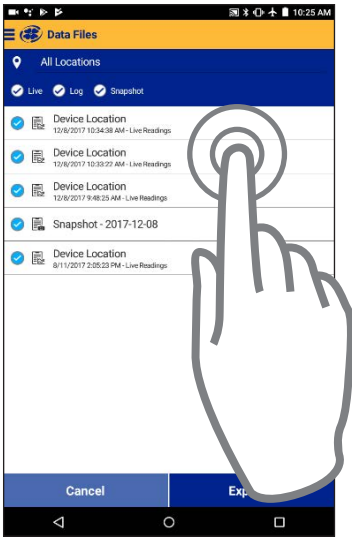 10:25 AM
Data Files
All Locations
Live Log Snapshot
Device Location
12/8/2017 10:34:38 AM - Live Readings
Device Location
12/8/2017 10:33:22 AM - Live Readings
Device Location
12/8/2017 9:48:25 AM - Live Readings
Snapshot - 2017-12-08
Device Location
8/11/2017 2:05:23 PM - Live Readings
Cancel